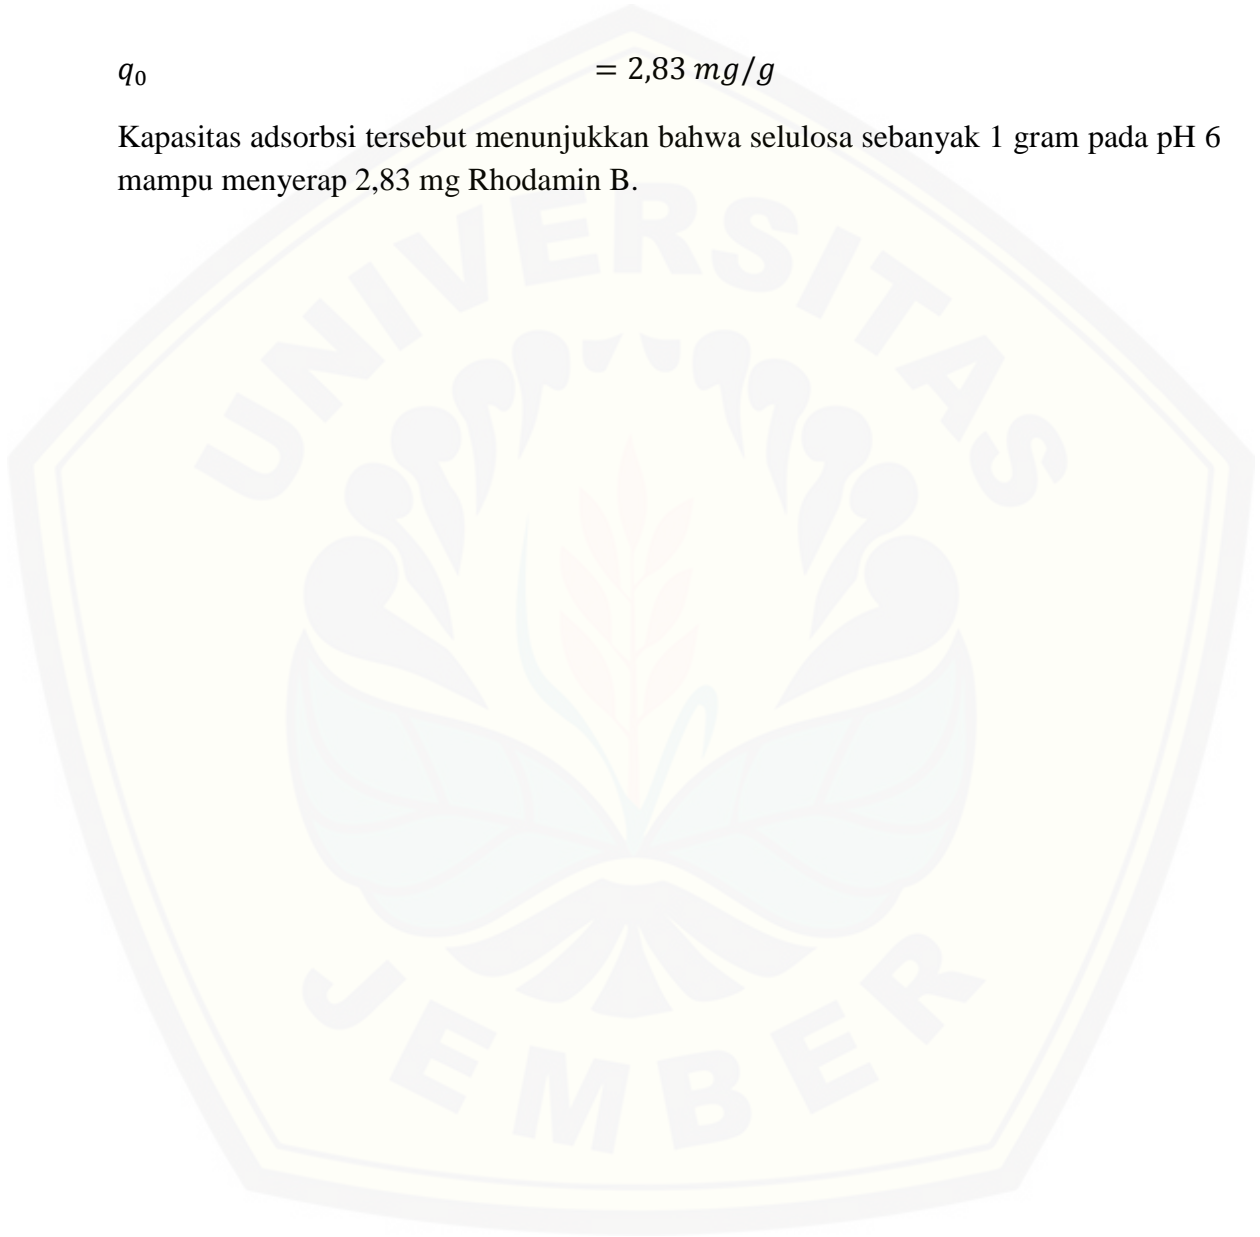 q₀ = 2,83 mg/g
Kapasitas adsorbsi tersebut menunjukkan bahwa selulosa sebanyak 1 gram pada pH 6
mampu menyerap 2,83 mg Rhodamin B.
UNIVERSITAS
JEMBER